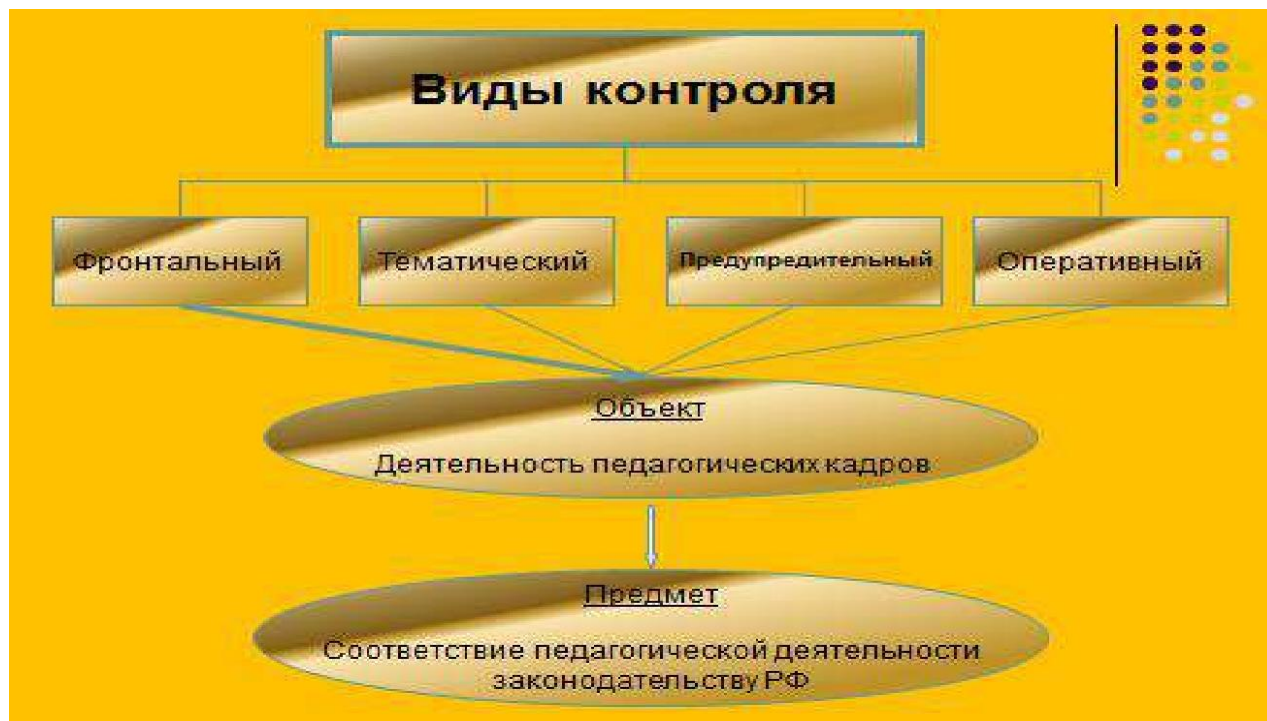 Виды контроля
Фронтальный
Тематический
Предупредительный
Оперативный
Объект
Деятельность педагогических кадров
Предмет
Соответствие педагогической деятельности
законодательству РФ